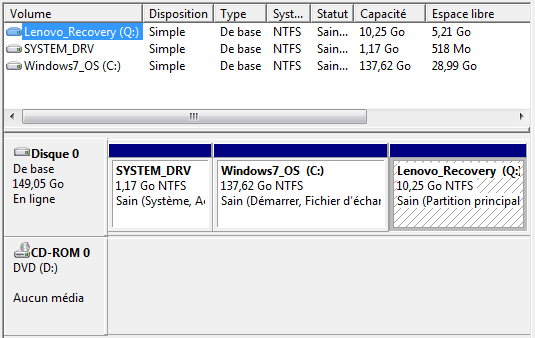 Volume Disposition Type Syst... Statut Capacité Espace libre
Lenovo_Recovery (Q:) Simple De base NTFS Sain... 10,25 Go 5,21 Go
SYSTEM_DRV Simple De base NTFS Sain... 1,17 Go 518 Mo
Windows7_OS (C:) Simple De base NTFS Sain... 137,62 Go 28,99 Go
Disque 0
De base
149,05 Go
En ligne
SYSTEM_DRV
1,17 Go NTFS
Sain (Système, Ac
Windows7_OS (C:)
137,62 Go NTFS
Sain (Démarrer, Fichier d'échar
Lenovo_Recovery (Q:
10,25 Go NTFS
Sain (Partition principal
CD-ROM 0
DVD (D:)
Aucun média